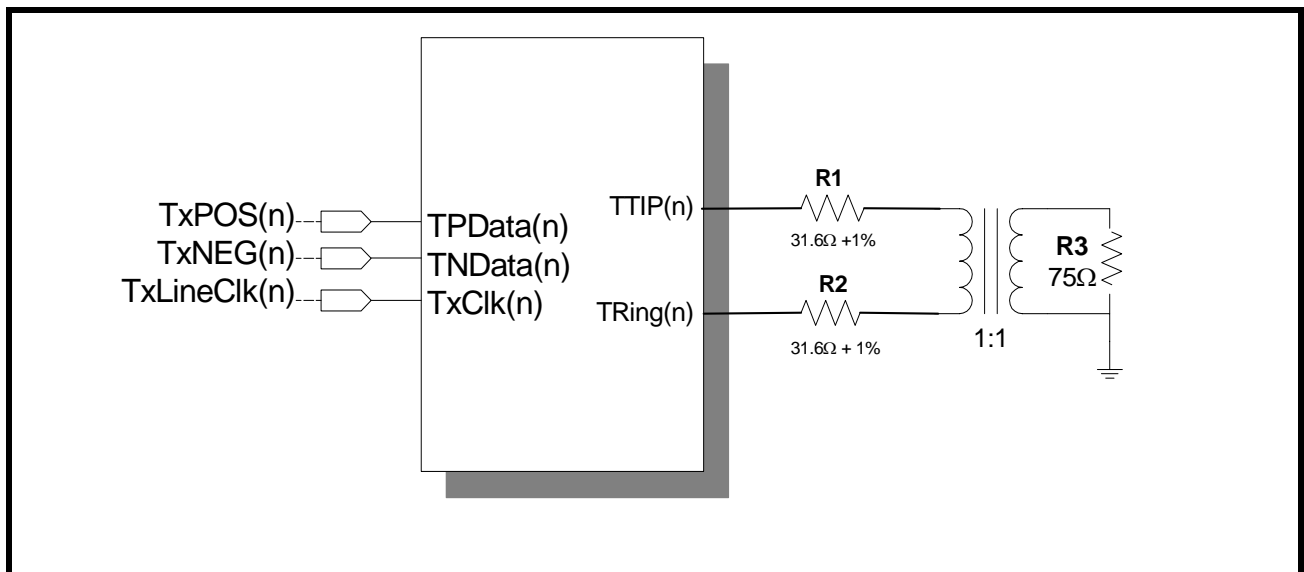 TxPOS(n)
TxNEG(n)
TxLineClk(n)
TPData(n)
TNData(n)
TxClk(n)
TTIP(n)
TRing(n)
R1
31.6Ω +1%
R2
31.6Ω + 1%
1:1
R3
75Ω